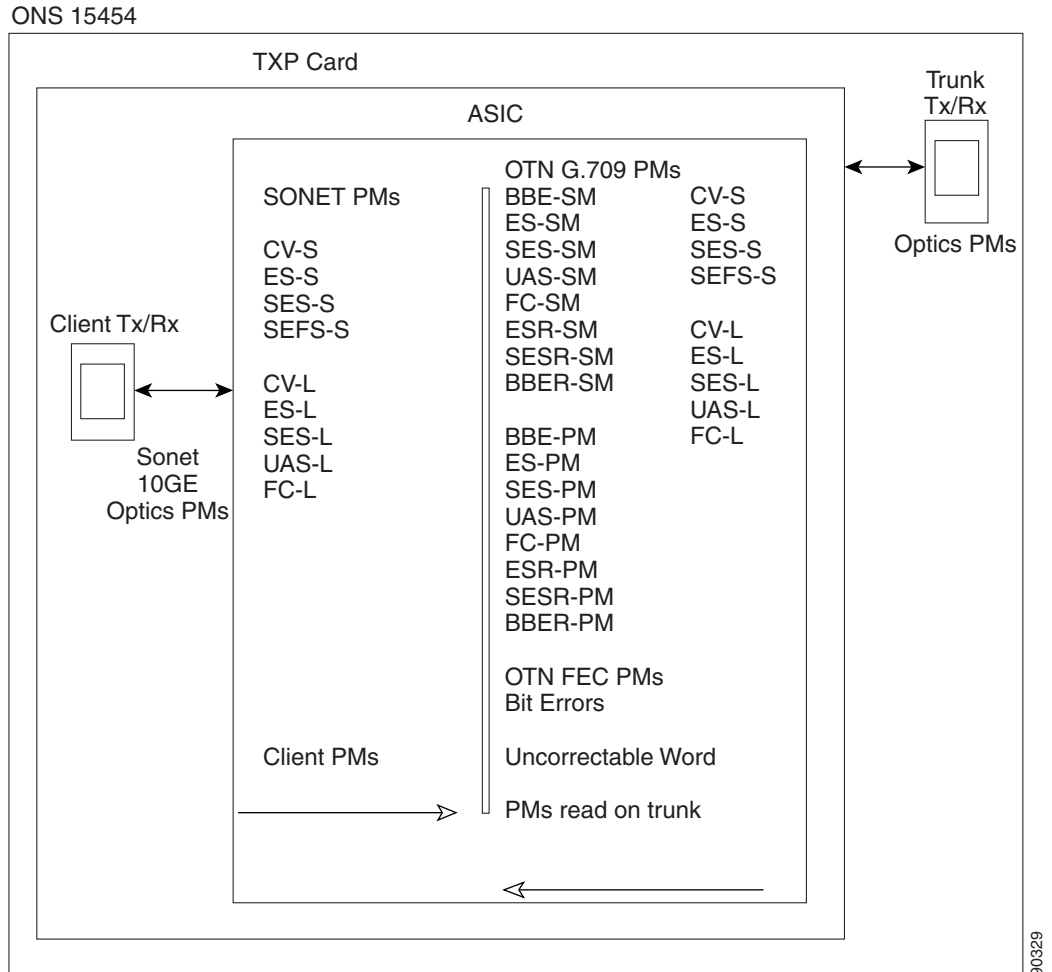 ONS 15454
TXP Card
Trunk
Tx/Rx
Optics PMs
ASIC
Client Tx/Rx
Sonet
10GE
Optics PMs
SONET PMs
CV-S
ES-S
SES-S
SEFS-S
CV-L
ES-L
SES-L
UAS-L
FC-L
Client PMs
OTN G.709 PMs
BBE-SM
ES-SM
SES-SM
UAS-SM
FC-SM
ESR-SM
SESR-SM
BBER-SM
BBE-PM
ES-PM
SES-PM
UAS-PM
FC-PM
ESR-PM
SESR-PM
BBER-PM
OTN FEC PMs
Bit Errors
Uncorrectable Word
PMs read on trunk
CV-S
ES-S
SES-S
SEFS-S
CV-L
ES-L
SES-L
UAS-L
FC-L
90329